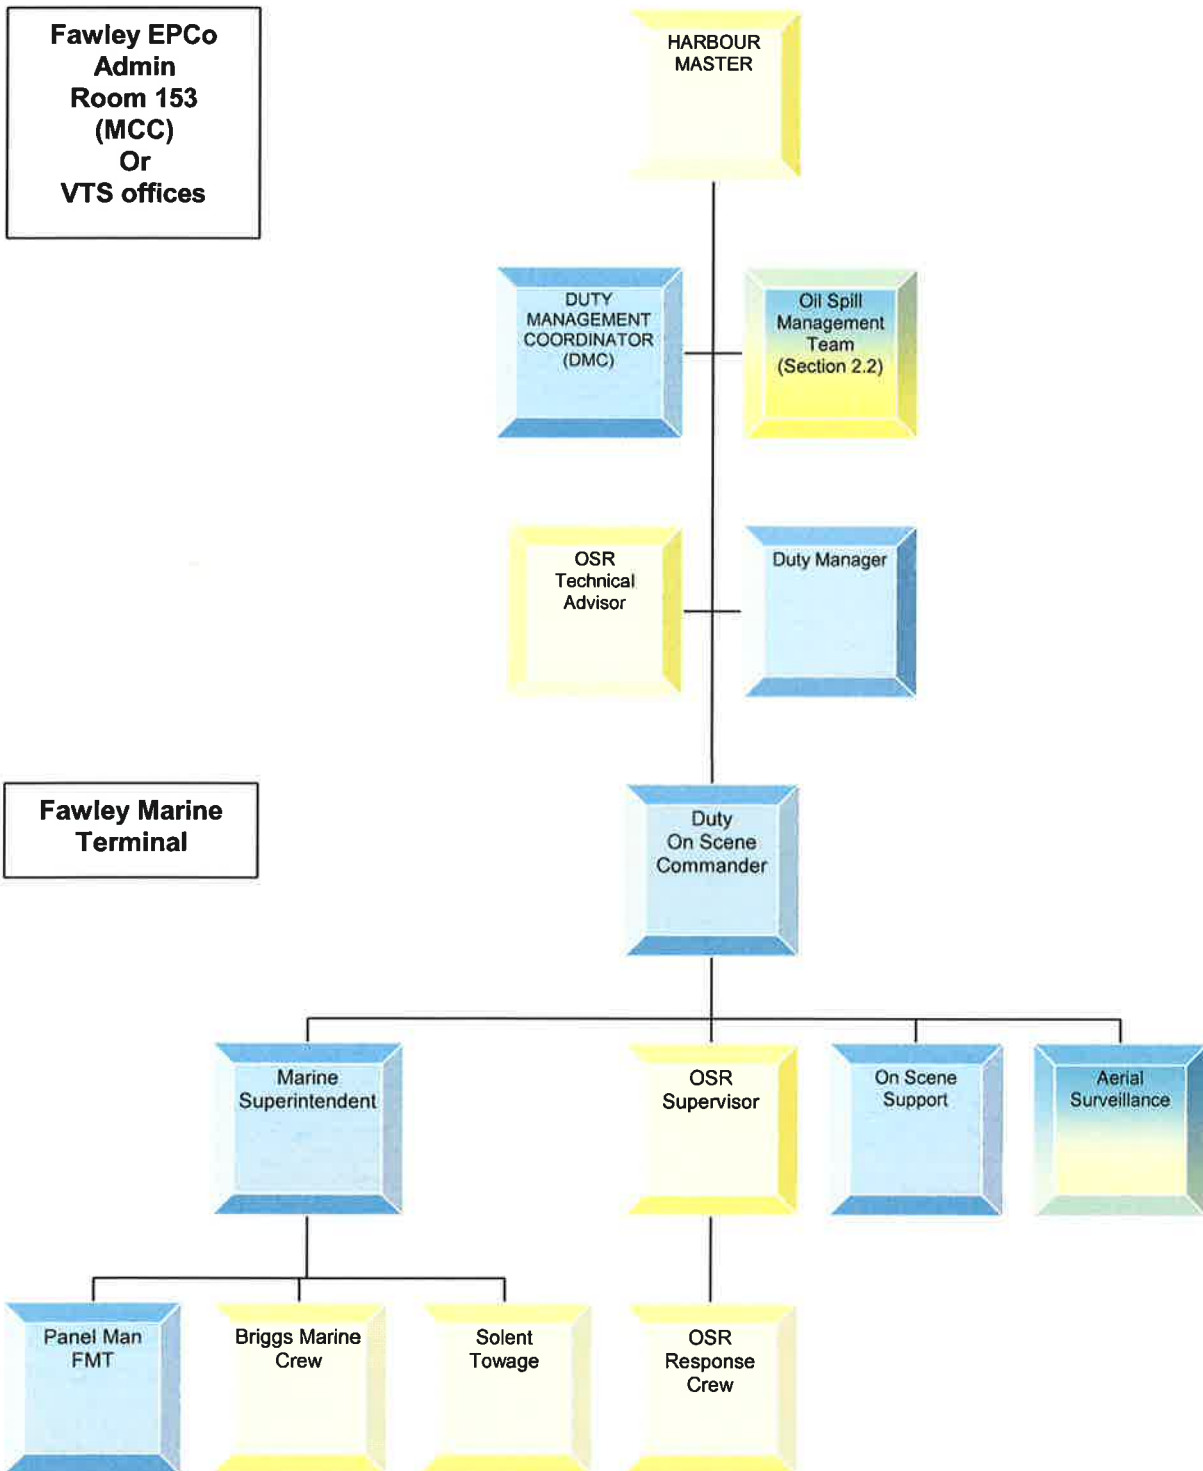 Fawley EPCo
Admin
Room 153
(MCC)
Or
VTS offices
HARBOUR
MASTER
DUTY
MANAGEMENT
COORDINATOR
(DMC)
Oil Spill
Management
Team
(Section 2.2)
OSR
Technical
Advisor
Duty Manager
Fawley Marine
Terminal
Duty
On Scene
Commander
Marine
Superintendent
OSR
Supervisor
On Scene
Support
Aerial
Surveillance
Panel Man
FMT
Briggs Marine
Crew
Solent
Towage
OSR
Response
Crew